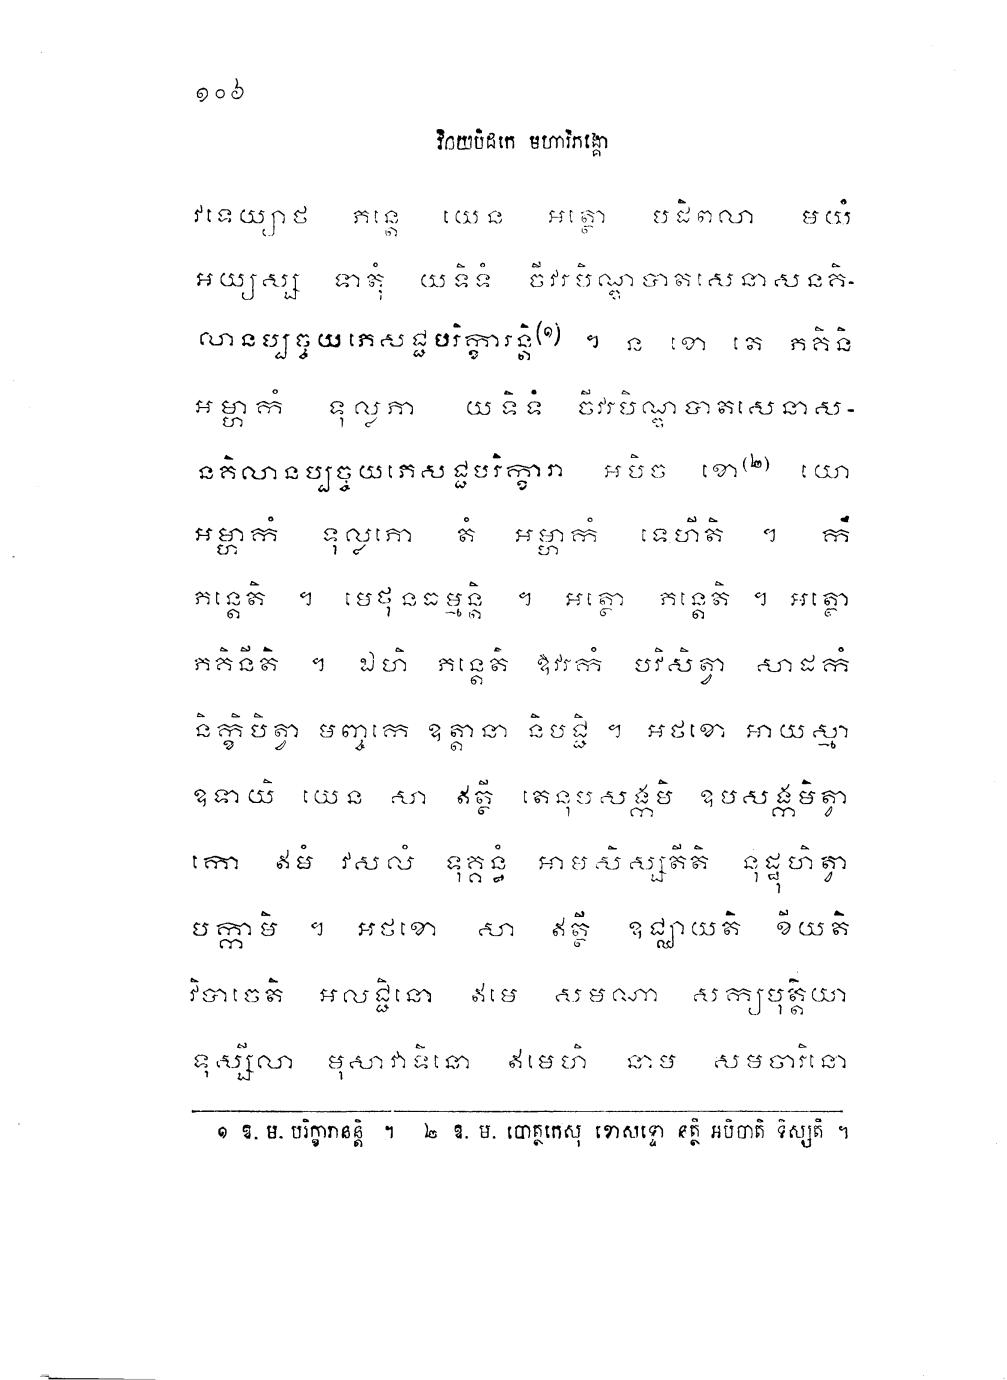 ១០៦
វិនយបិដកេ មហាវិភង្គោ
វទេយ្យាថ ភន្តេ យេន អត្ថោ បដិពលា មយំ
អយ្យស្ស ទាតុំ យទិទំ ចីវរបិណ្ឌបាតសេនាសនគិ-
លានប្បច្ចយភេសជ្ជបរិក្ខារន្តិ(១) ។ ន ខោ តេ ភគិនិ
អម្ហាកំ ទុល្លភា យទិទំ ចីវរបិណ្ឌបាតសេនាស-
នគិលានប្បច្ចយភេសជ្ជបរិក្ខារា អបិច ខោ(២) យោ
អម្ហាកំ ទុល្លភោ តំ អម្ហាកំ ទេហីតិ ។ កំ
ភន្តេតិ ។ មេថុនធម្មន្តិ ។ អត្ថោ ភន្តេតិ ។ អត្ថោ
ភគិនីតិ ។ ឯហិ ភន្តេតិ ឱវរកំ បវិសិត្វា សាដកំ
និក្ខិបិត្វា មញ្ចកេ ឧត្តានា និបជ្ជិ ។ អថខោ អាយស្មា
ឧទាយិ យេន សា ឥត្ថី តេនុបសង្កមិ ឧបសង្កមិត្វា
កោ ឥមំ វសលំ ទុគ្គន្ធំ អាមសិស្សតីតិ នុដ្ឋុហិត្វា
បក្កាមិ ។ អថខោ សា ឥត្ថី ឧជ្ឈាយតិ ខីយតិ
វិបាចេតិ អលជ្ជិនោ ឥមេ សមណា សក្យបុត្តិយា
ទុស្សីលា មុសាវាទិនោ ឥមេហិ នាម សមចារិនោ
១ ឱ. ម. បរិក្ខារានន្តិ ។ ២ ឱ. ម. បោត្ថកេសុ ខោសទ្ទោ នត្ថិ អបិចាតិ ទិស្សតិ ។